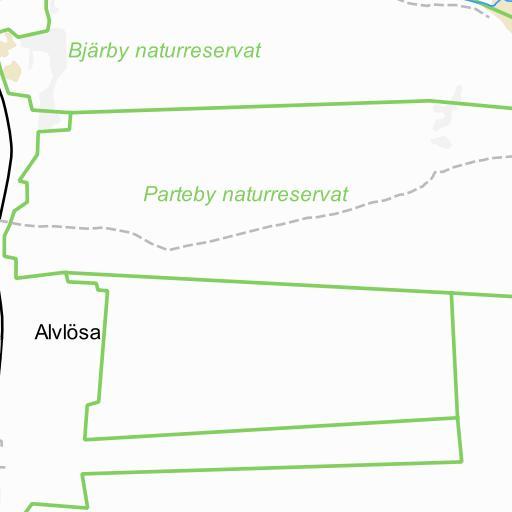 Bjärby naturreservat
Parteby naturreservat
Alvlösa